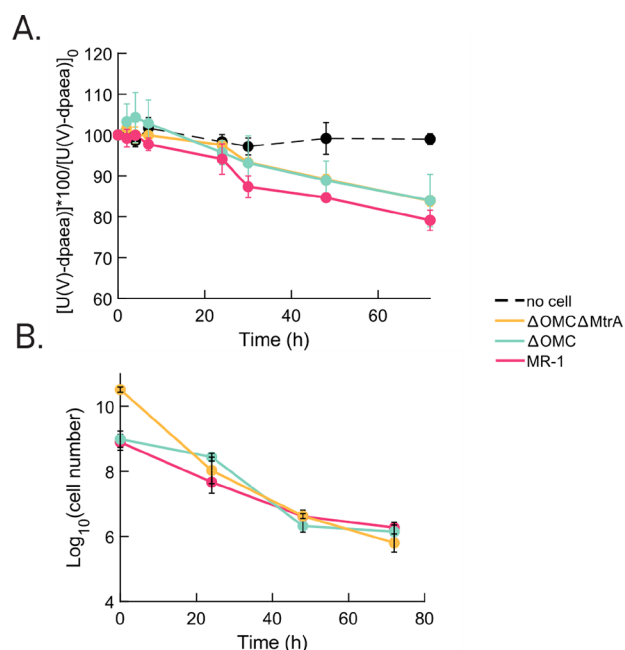 A.
[U(V)-dpaea)]*100/[U(V)-dpaea)]₀
120
110
100
90
80
70
60
0
20
40
60
Time (h)
no cell
ΔOMCΔMtrA
ΔOMC
MR-1
B.
Log₁₀(cell number)
10
8
6
4
0
20
40
60
80
Time (h)